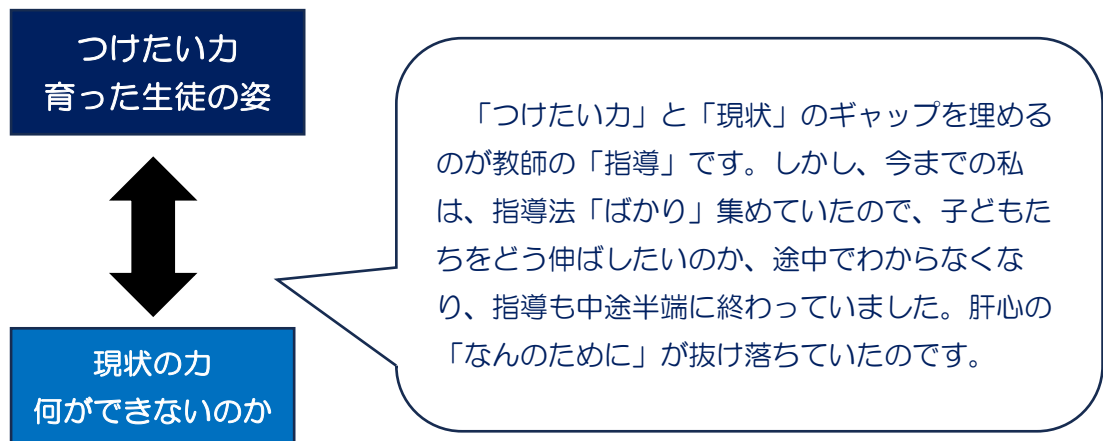 つけたい力
育った生徒の姿
「つけたい力」と「現状」のギャップを埋める
のが教師の「指導」です。しかし、今までの私
は、指導法「ばかり」集めていたので、子どもた
ちをどう伸ばしたいのか、途中でわからなくな
り、指導も中途半端に終わっていました。肝心の
「なんのために」が抜け落ちていたのです。
現状の力
何ができないのか